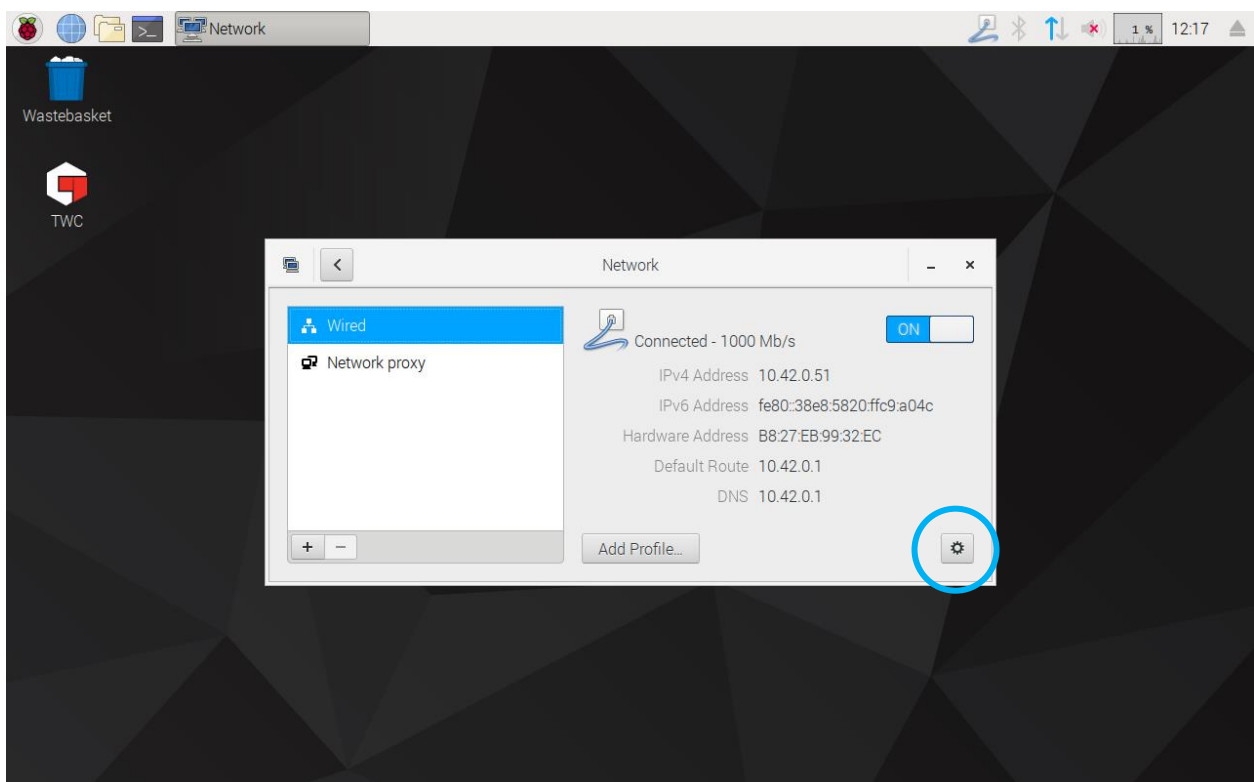 Network
1 %
12:17
Wastebasket
TWC
Network
Wired
Network proxy
Connected - 1000 Mb/s
ON
IPv4 Address 10.42.0.51
IPv6 Address fe80::38e8:5820:ffc9:a04c
Hardware Address B8:27:EB:99:32:EC
Default Route 10.42.0.1
DNS 10.42.0.1
Add Profile...